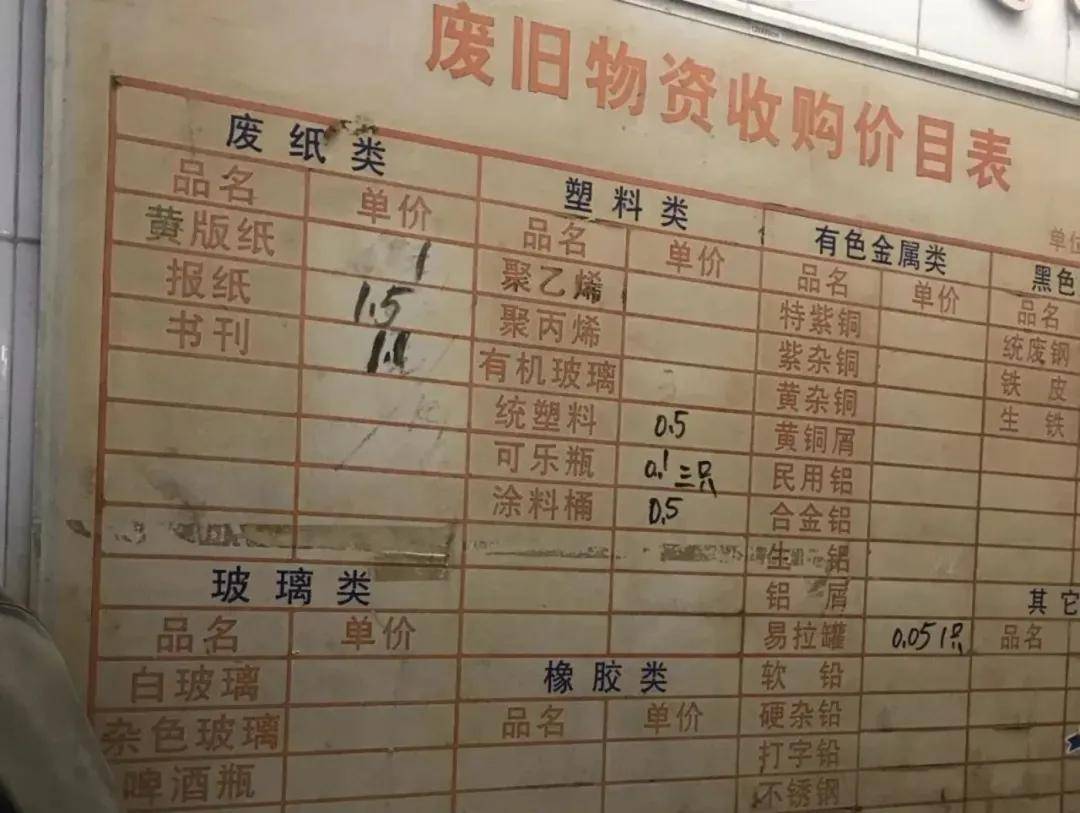 废旧物资收购价目表
废纸类
品名 单价
黄版纸 1
报纸 1.5
书刊 1.1
塑料类
品名 单价
聚乙烯
聚丙烯
有机玻璃
统塑料 0.5
可乐瓶 0.1 三只
涂料桶 0.5
有色金属类
品名 单价
特紫铜
紫杂铜
黄杂铜
黄铜屑
民用铝
合金铝
生铝
铝屑
易拉罐 0.05 1只
软铅
硬杂铅
打字铅
不锈钢
单位
黑色
品名
统废钢
铁皮
生铁
其它
品名
玻璃类
品名 单价
白玻璃
杂色玻璃
啤酒瓶
橡胶类
品名 单价